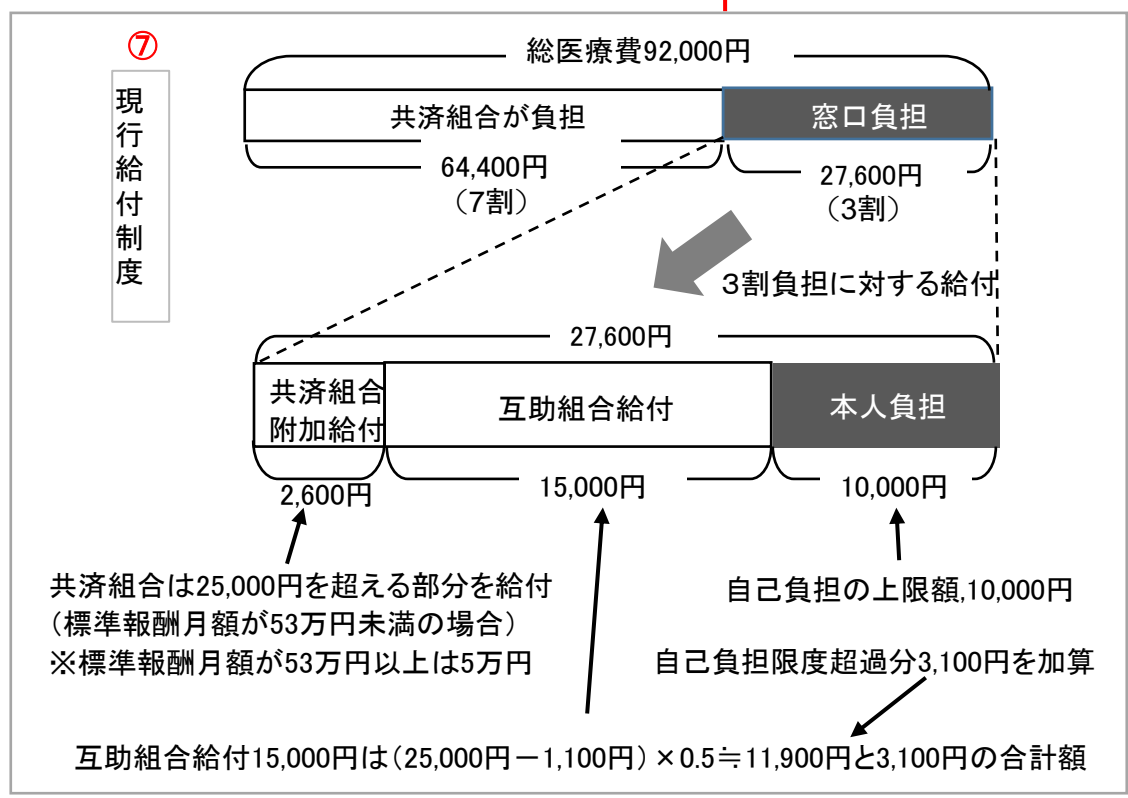 ⑦
現行給付制度
総医療費92,000円
共済組合が負担
窓口負担
64,400円
（7割）
27,600円
（3割）
３割負担に対する給付
27,600円
共済組合
附加給付
互助組合給付
本人負担
2,600円
15,000円
10,000円
共済組合は25,000円を超える部分を給付
（標準報酬月額が53万円未満の場合）
※標準報酬月額が53万円以上は5万円
自己負担の上限額,10,000円
自己負担限度超過分3,100円を加算
互助組合給付15,000円は（25,000円－1,100円）×0.5≒11,900円と3,100円の合計額